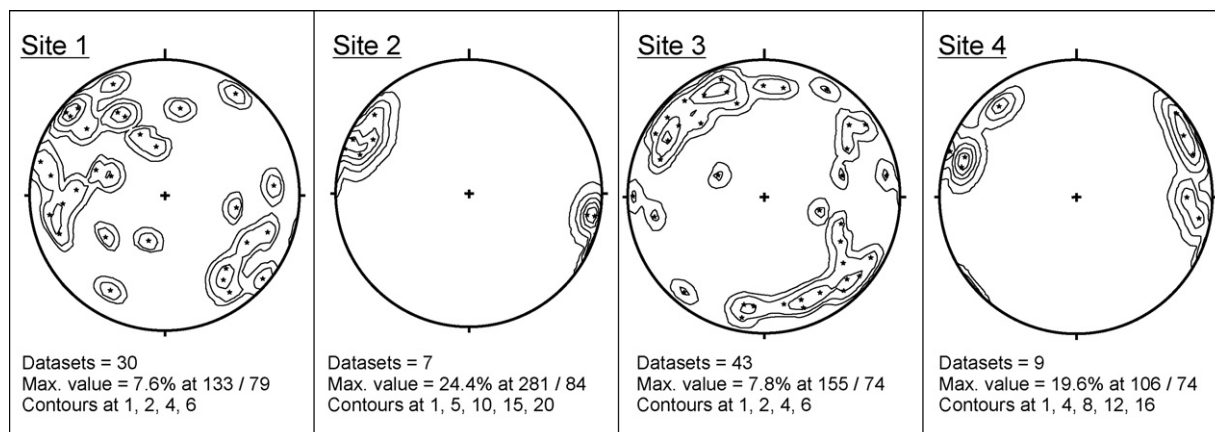 Site 1
Datasets = 30
Max. value = 7.6% at 133 / 79
Contours at 1, 2, 4, 6
Site 2
Datasets = 7
Max. value = 24.4% at 281 / 84
Contours at 1, 5, 10, 15, 20
Site 3
Datasets = 43
Max. value = 7.8% at 155 / 74
Contours at 1, 2, 4, 6
Site 4
Datasets = 9
Max. value = 19.6% at 106 / 74
Contours at 1, 4, 8, 12, 16